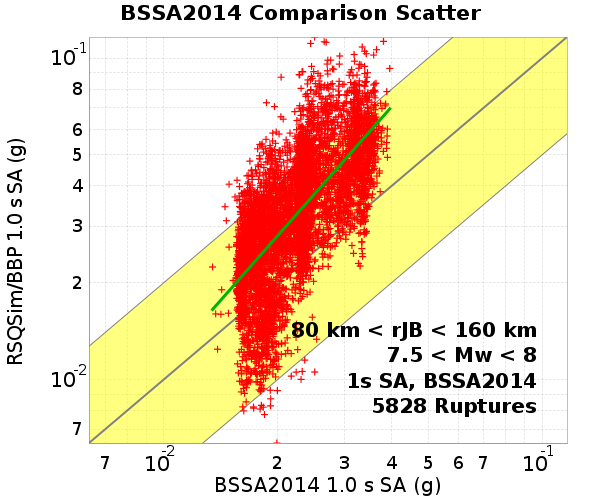 BSSA2014 Comparison Scatter
RSQSim/BBP 1.0 s SA (g)
10-1
8
6
5
4
3
2
10-2
7
80 km < rJB < 160 km
7.5 < Mw < 8
1s SA, BSSA2014
5828 Ruptures
7 10-2 2 3 4 5 6 7 10-1
BSSA2014 1.0 s SA (g)